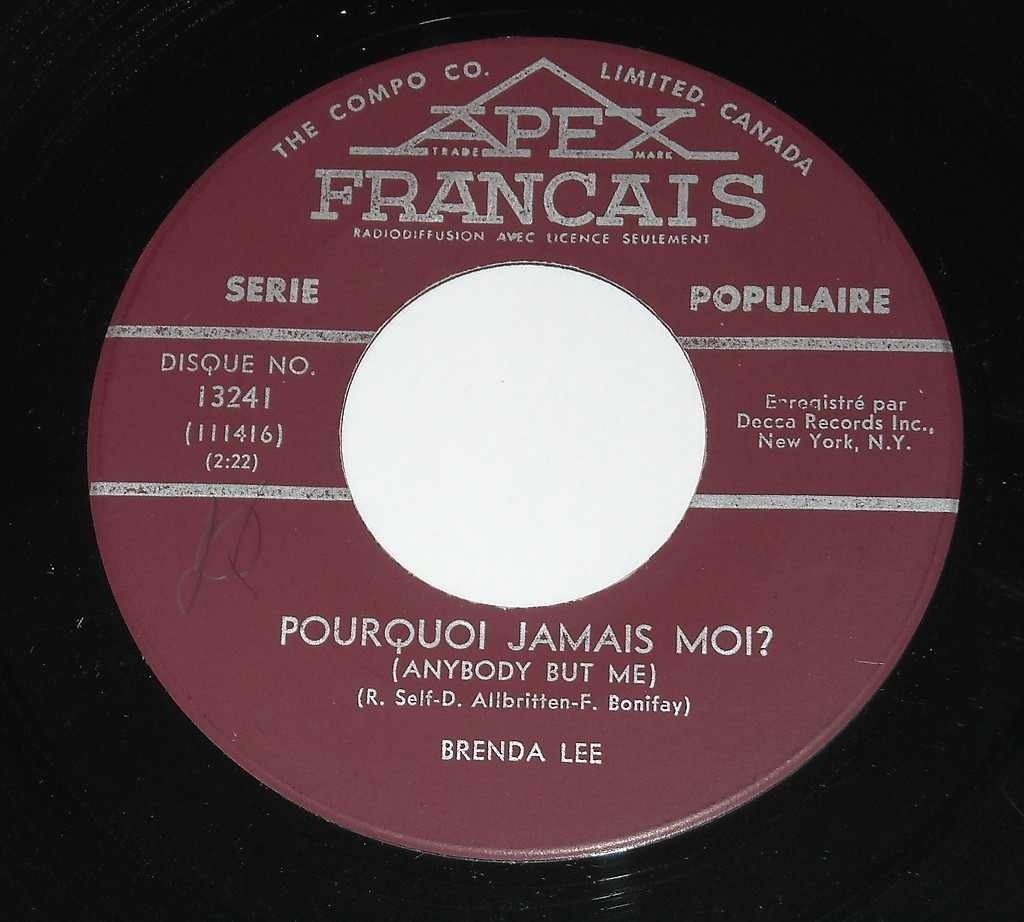 THE COMPO CO. LIMITED. CANADA
APEX
TRADE MARK
FRANCAIS
RADIODIFFUSION AVEC LICENCE SEULEMENT
SERIE POPULAIRE
DISQUE NO.
13241
(111416)
(2:22)
Enregistré par
Decca Records Inc.,
New York, N.Y.
POURQUOI JAMAIS MOI?
(ANYBODY BUT ME)
(R. Self-D. Allbritten-F. Bonifay)
BRENDA LEE